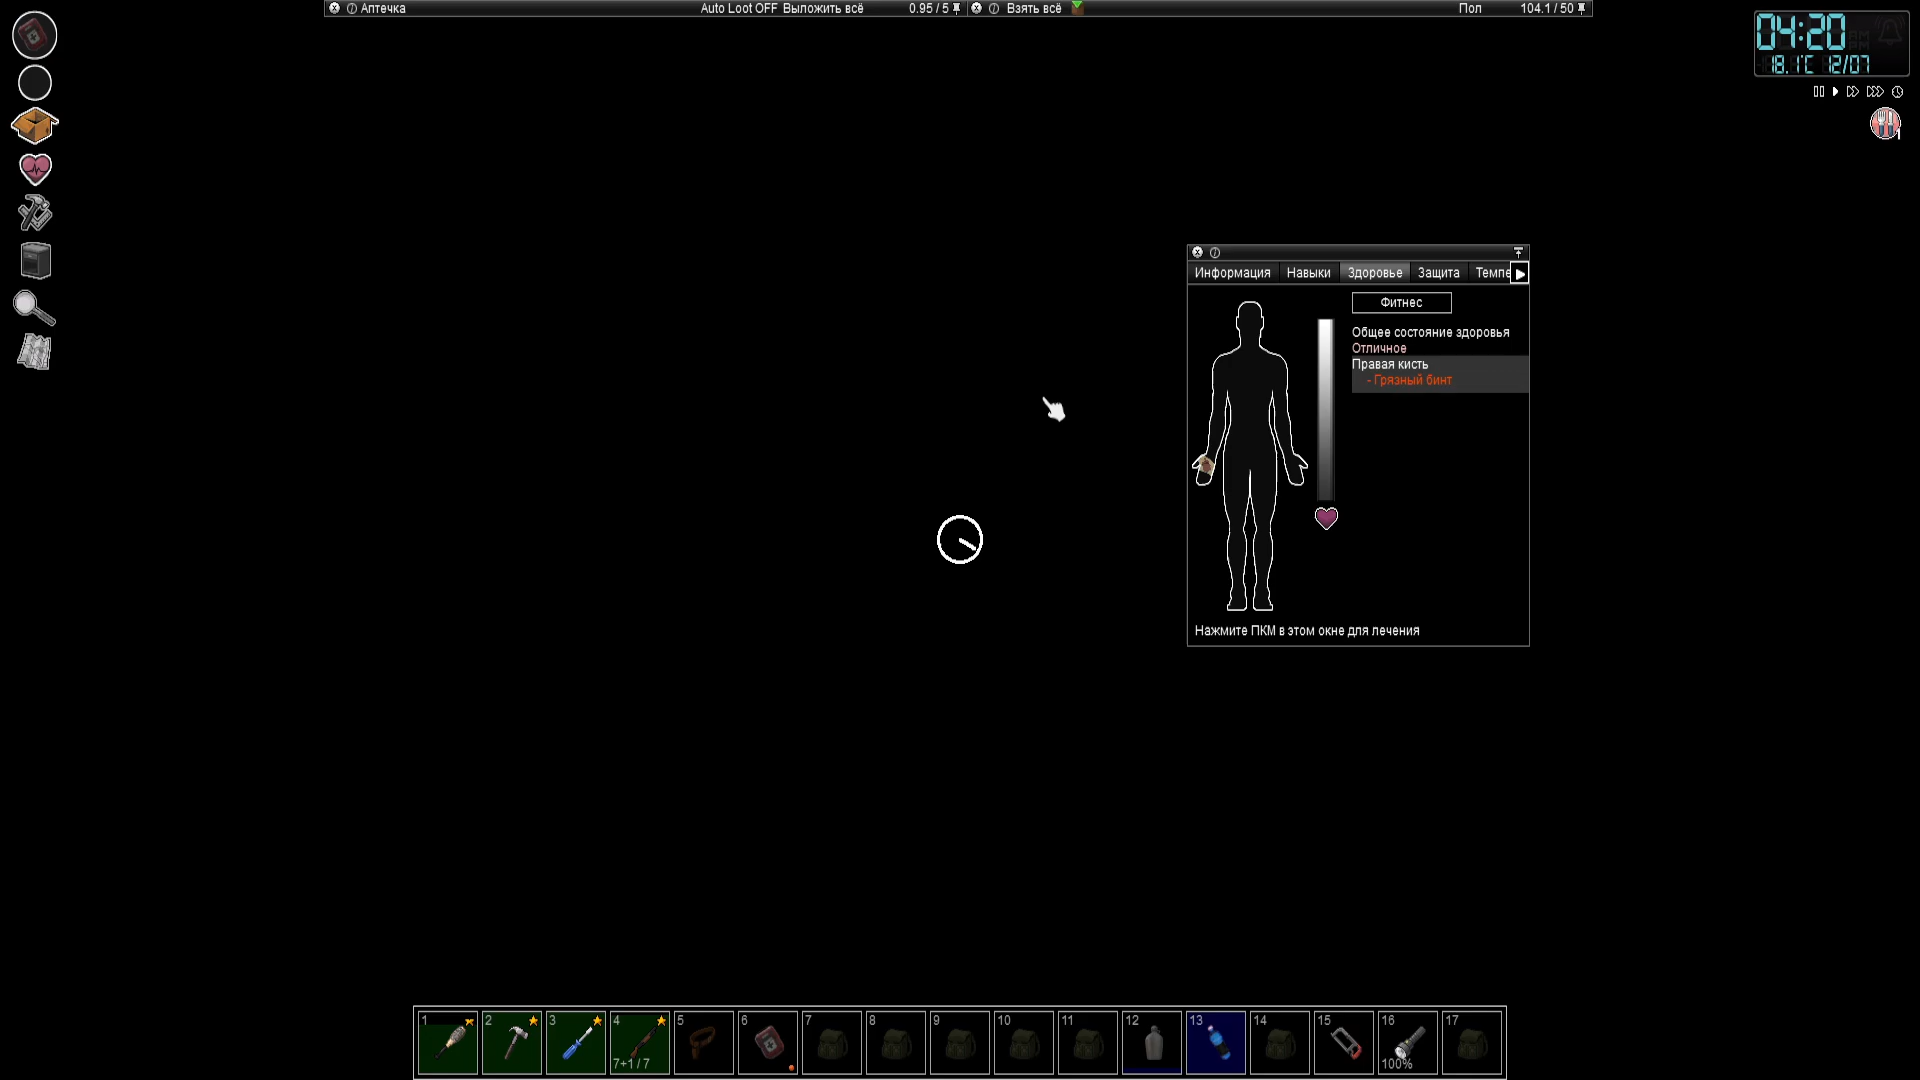 Аптечка
Auto Loot OFF Выложить всё
0.95 / 5
Взять всё
Пол
104.1 / 50
04:20
18.1°C 12/07
Информация Навыки Здоровье Защита Темпе
Фитнес
Общее состояние здоровья
Отличное
Правая кисть
- Грязный бинт
Нажмите ПКМ в этом окне для лечения
1 2 3 4 5 6 7 8 9 10 11 12 13 14 15 16 17
7+1 / 7
100%